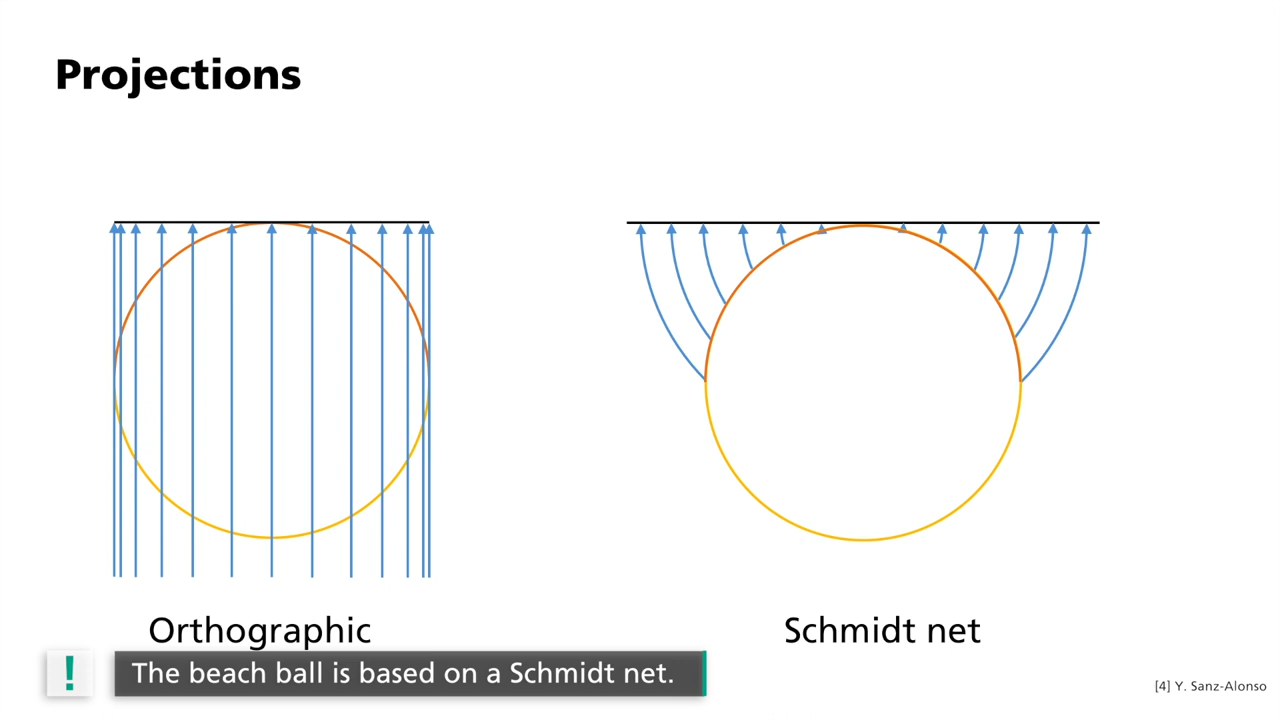 Projections
Orthographic
Schmidt net
! The beach ball is based on a Schmidt net.
[4] Y. Sanz-Alonso